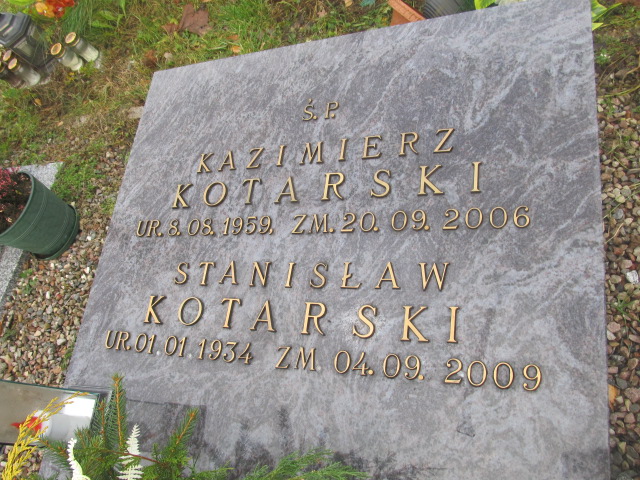 Ś.P.
KAZIMIERZ
KOTARSKI
UR. 8.08.1959. ZM. 20.09.2006
STANISŁAW
KOTARSKI
UR.01.01.1934 ZM 04.09.2009